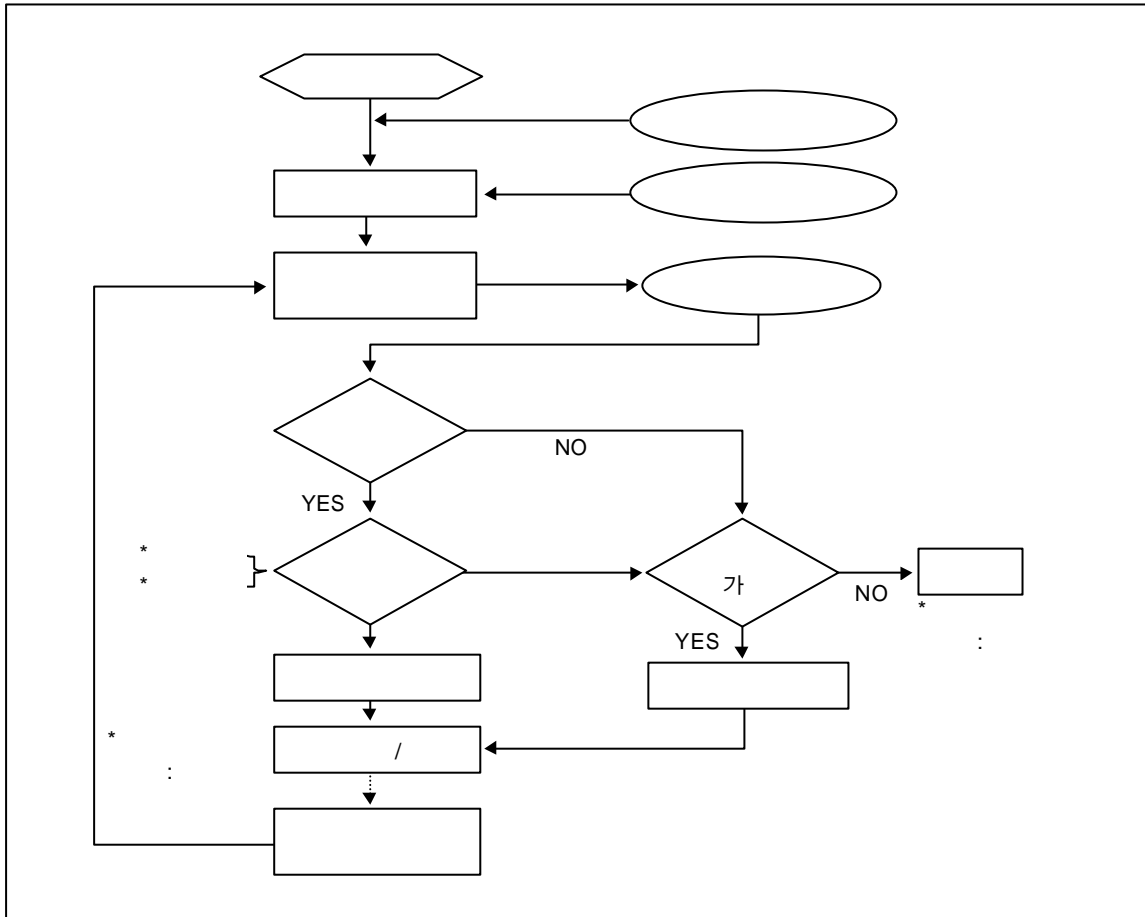 NO
YES
*
*
가
NO
*
YES
:
*
/
: